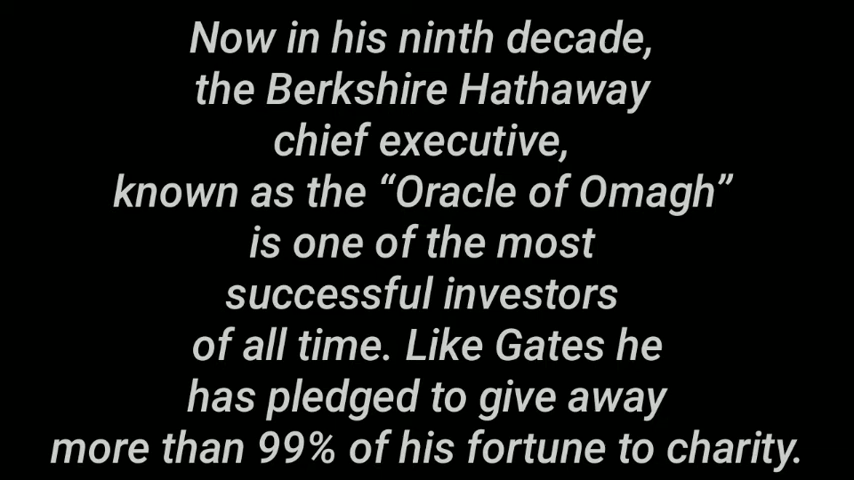 Now in his ninth decade,
the Berkshire Hathaway
chief executive,
known as the “Oracle of Omagh”
is one of the most
successful investors
of all time. Like Gates he
has pledged to give away
more than 99% of his fortune to charity.